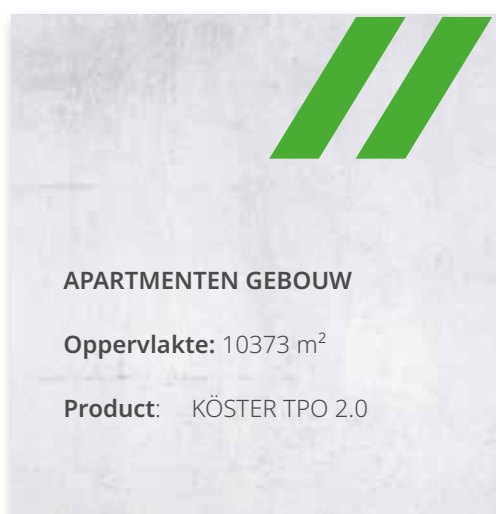 APARTMENTEN GEBOUW
Oppervlakte: 10373 m²
Product: KÖSTER TPO 2.0